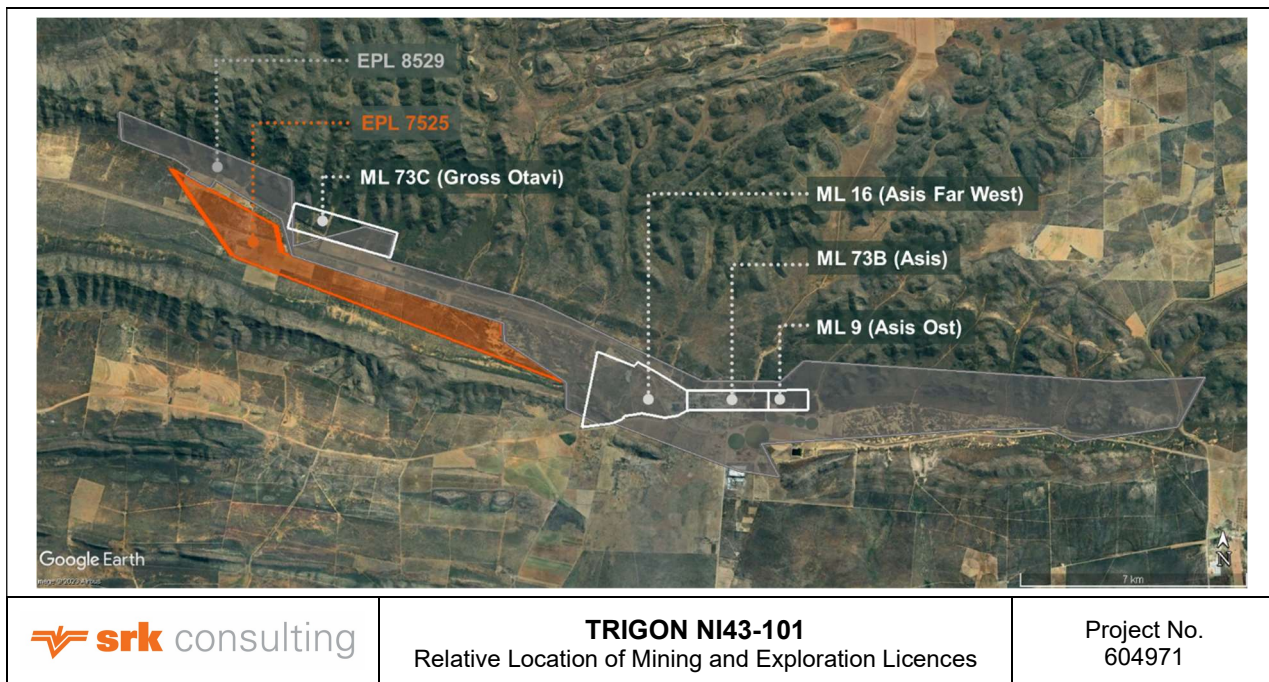 EPL 8529
EPL 7525
ML 73C (Gross Otavi)
ML 16 (Asis Far West)
ML 73B (Asis)
ML 9 (Asis Ost)
Google Earth
N
7 km
srk consulting
TRIGON NI43-101
Relative Location of Mining and Exploration Licences
Project No.
604971